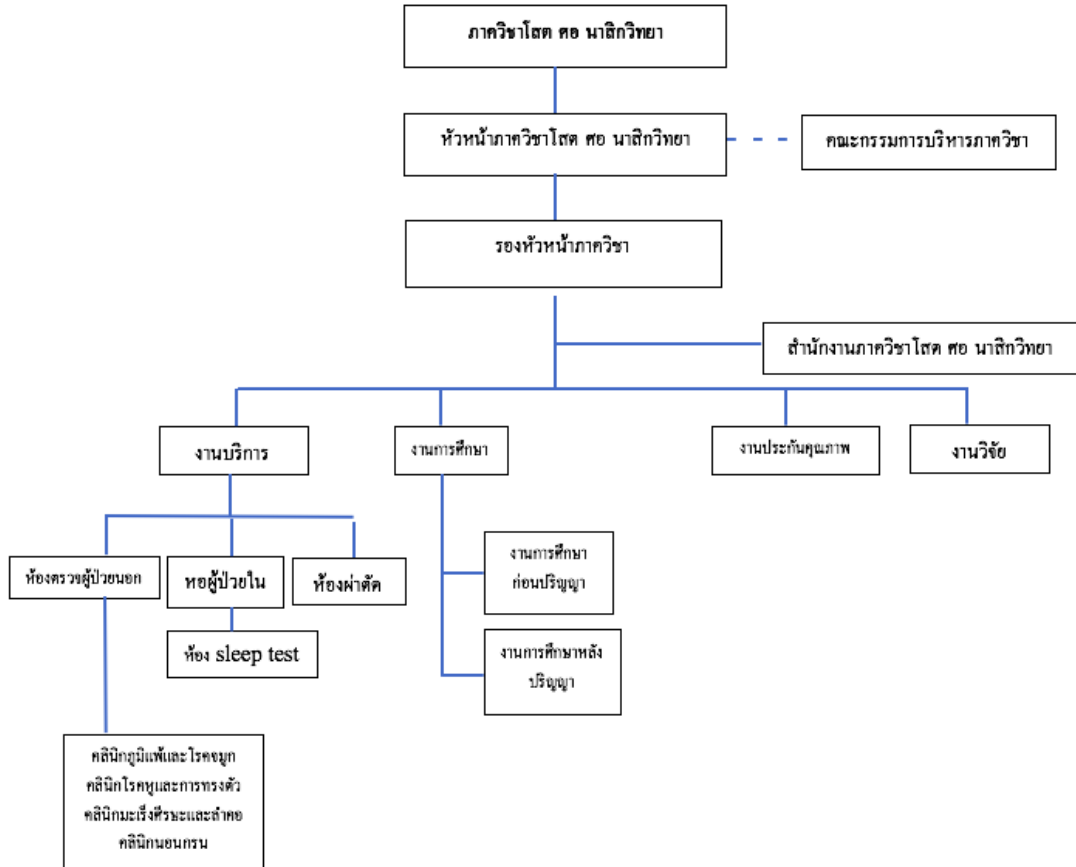 ภาควิชาโสต ศอ นาสิกวิทยา
หัวหน้าภาควิชาโสต ศอ นาสิกวิทยา
คณะกรรมการบริหารภาควิชา
รองหัวหน้าภาควิชา
สำนักงานภาควิชาโสต ศอ นาสิกวิทยา
งานบริการ
งานการศึกษา
งานประกันคุณภาพ
งานวิจัย
ห้องตรวจผู้ป่วยนอก
หอผู้ป่วยใน
ห้องผ่าตัด
งานการศึกษา
ก่อนปริญญา
ห้อง sleep test
งานการศึกษาหลัง
ปริญญา
คลินิกภูมิแพ้และโรคจมูก
คลินิกโรคหูและการทรงตัว
คลินิกมะเร็งศีรษะและลำคอ
คลินิกนอนกรน